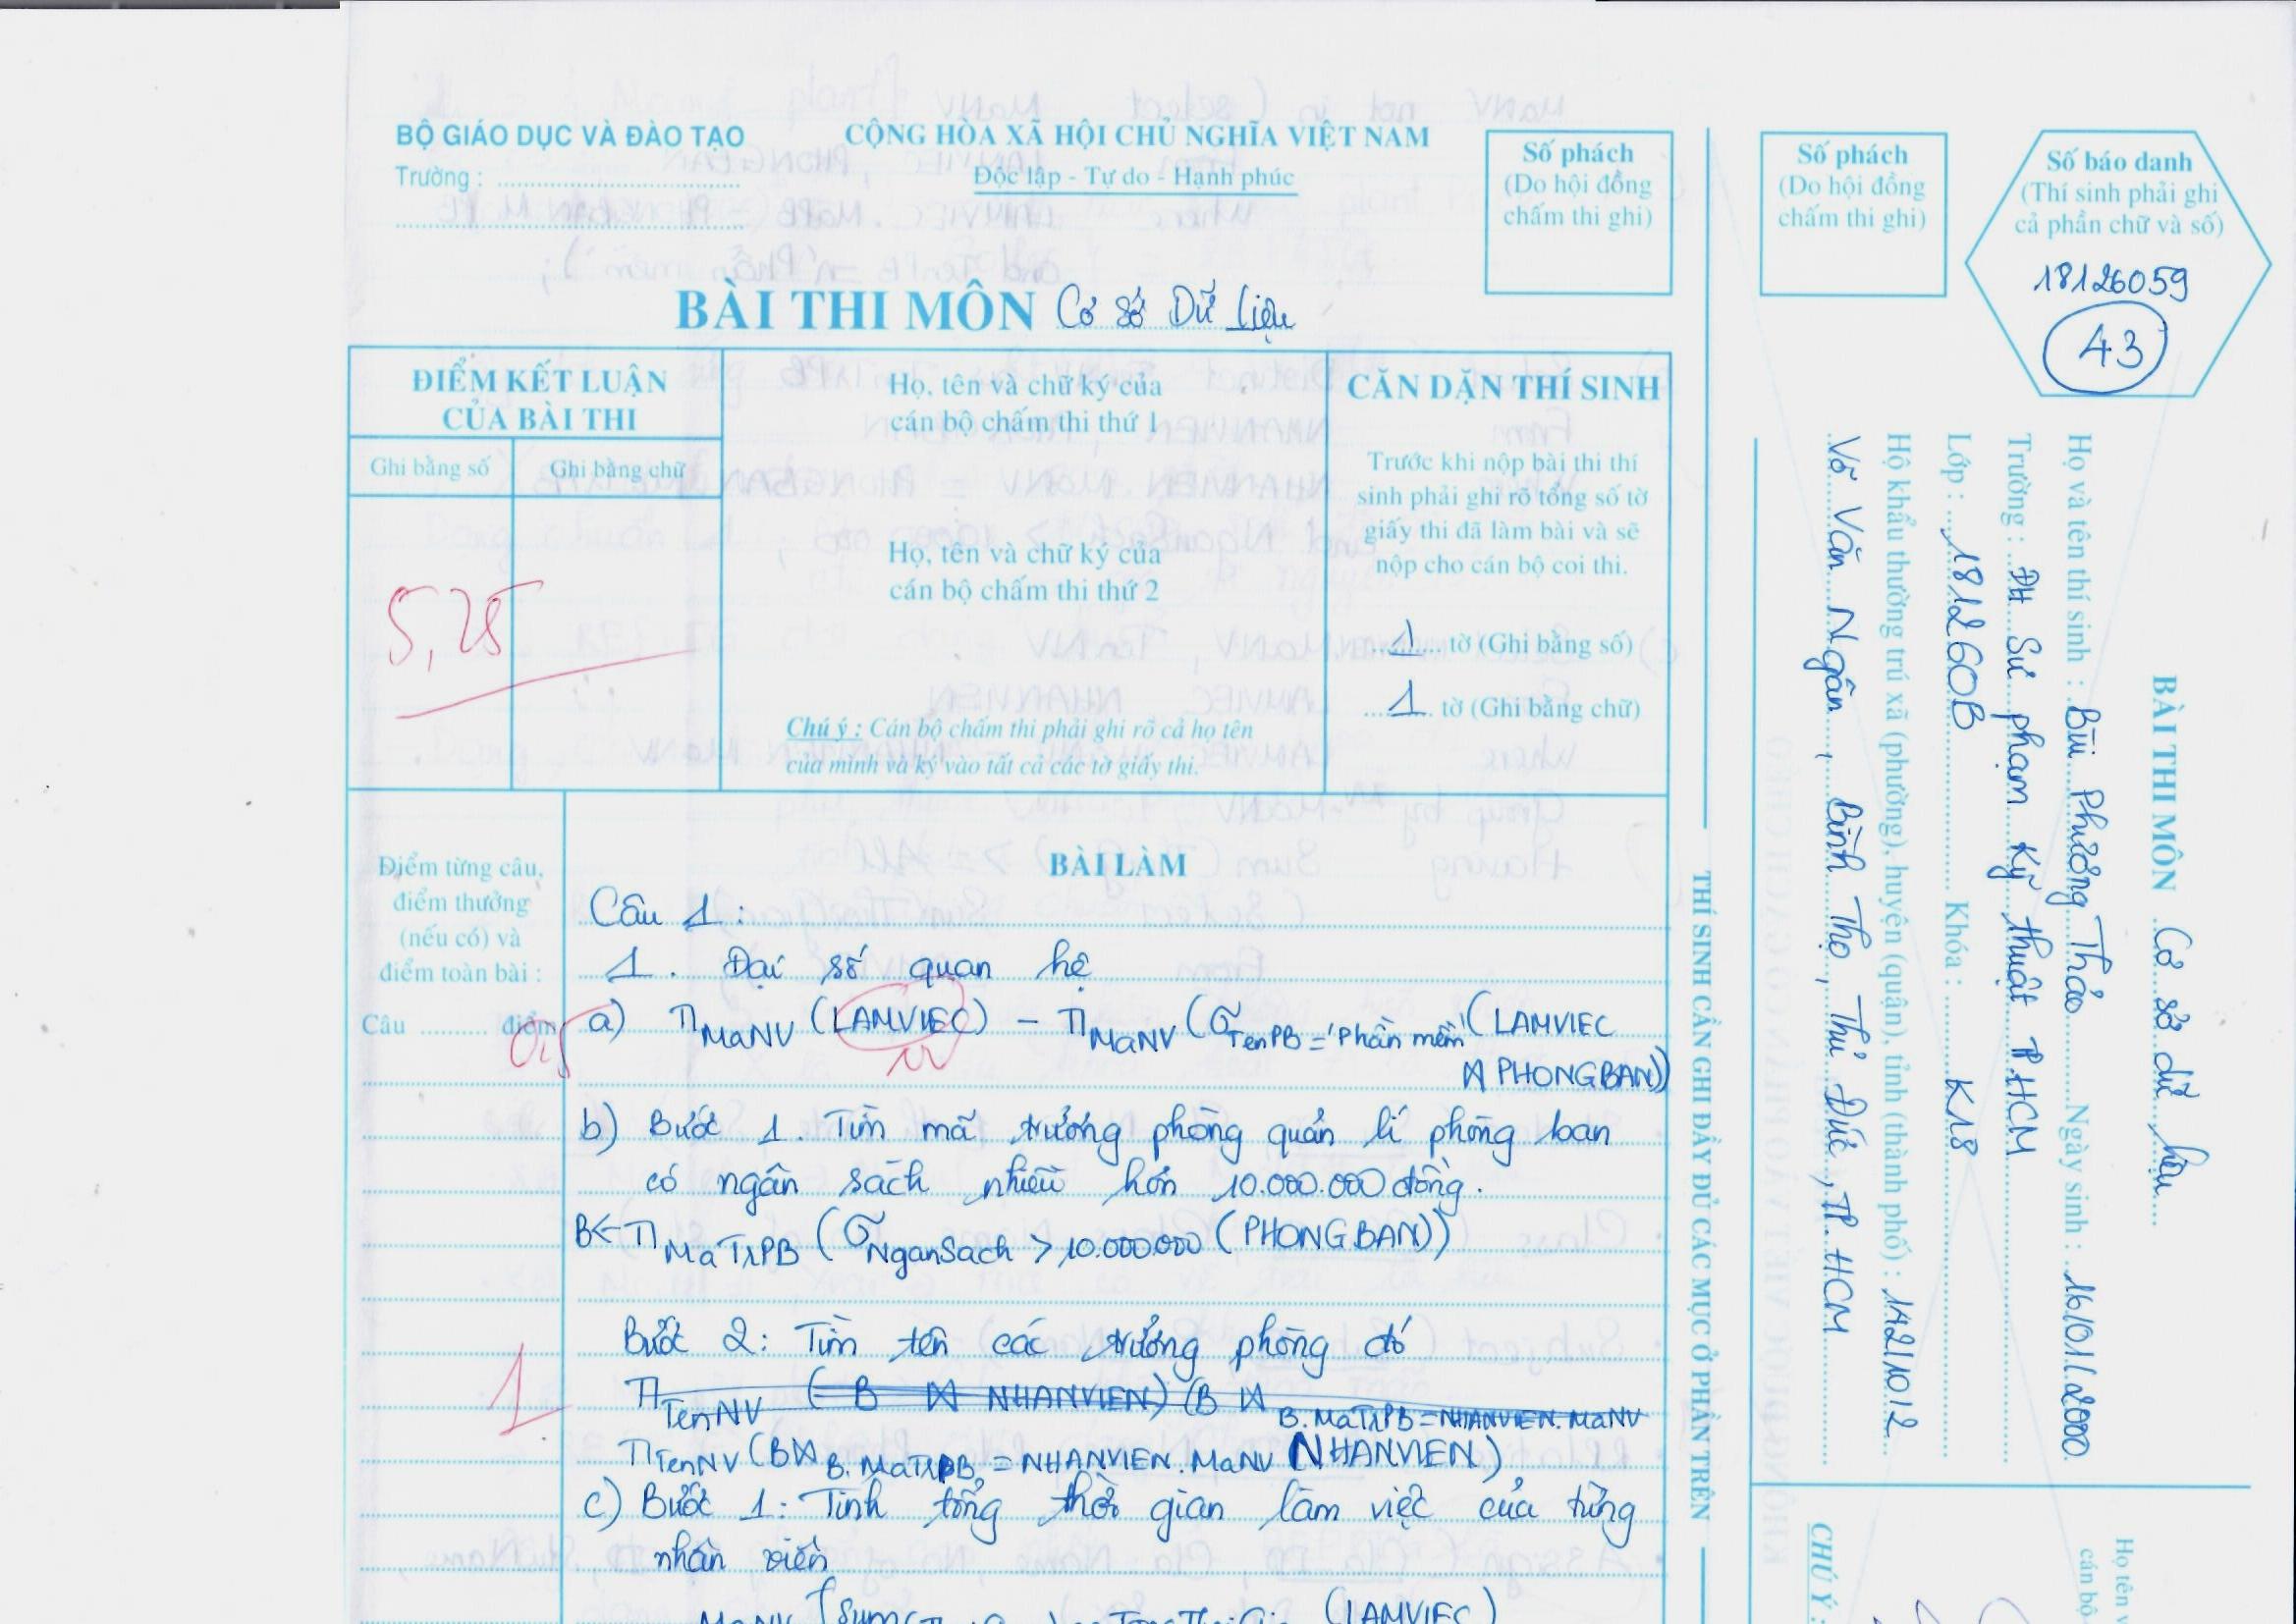 BỘ GIÁO DỤC VÀ ĐÀO TẠO
Trường :
CỘNG HÒA XÃ HỘI CHỦ NGHĨA VIỆT NAM
Độc lập - Tự do - Hạnh phúc
Số phách
(Do hội đồng
chấm thi ghi)
BÀI THI MÔN Cơ Sở Dữ Liệu
ĐIỂM KẾT LUẬN
CỦA BÀI THI
Ghi bằng số
Ghi bằng chữ
5,25
Họ, tên và chữ ký của
cán bộ chấm thi thứ 1
Họ, tên và chữ ký của
cán bộ chấm thi thứ 2
Chú ý : Cán bộ chấm thi phải ghi rõ cả họ tên
của mình và ký vào tất cả các tờ giấy thi.
CĂN DẶN THÍ SINH
Trước khi nộp bài thi thí
sinh phải ghi rõ tổng số tờ
giấy thi đã làm bài và sẽ
nộp cho cán bộ coi thi.
1 tờ (Ghi bằng số)
1 tờ (Ghi bằng chữ)
Điểm từng câu,
điểm thưởng
(nếu có) và
điểm toàn bài :
Câu .......... điểm
0,5
1
BÀI LÀM
Câu 1 :
1. Đại số quan hệ
a) π MaNV (LAMVIEC) − π MaNV (σ TenPB = 'Phần mềm' (LAMVIEC
NV
⋈ PHONGBAN))
b) Bước 1. Tìm mã trưởng phòng quản lí phòng ban
có ngân sách nhiều hơn 10.000.000 đồng.
B ← π MaTrPB (σ NganSach > 10.000.000 (PHONGBAN))
Bước 2: Tìm tên các trưởng phòng đó
π TenNV (B ⋈ NHANVIEN) (B ⋈ B.MaTrPB = NHANVIEN.MaNV
π TenNV (B ⋈ B.MaTrPB = NHANVIEN.MaNV NHANVIEN)
c) Bước 1: Tính tổng thời gian làm việc của từng
nhân viên
MaNV (LAMVIEC)
THÍ SINH CẦN GHI ĐẦY ĐỦ CÁC MỤC Ở PHẦN TRÊN
Số phách
(Do hội đồng
chấm thi ghi)
Số báo danh
(Thí sinh phải ghi
cả phần chữ và số)
18126059
43
BÀI THI MÔN Cơ sở dữ liệu
Họ và tên thí sinh : Bùi Phương Thảo Ngày sinh : 16/01/2000
Trường : ĐH Sư phạm Kỹ thuật TP.HCM
Lớp : 18126OB Khóa : K18
Hộ khẩu thường trú xã (phường), huyện (quận), tỉnh (thành phố) : 142/10/2
Võ Văn Ngân, Bình Thọ, Thủ Đức, TP. HCM
CHÚ Ý :
Họ tên v
cán bộ